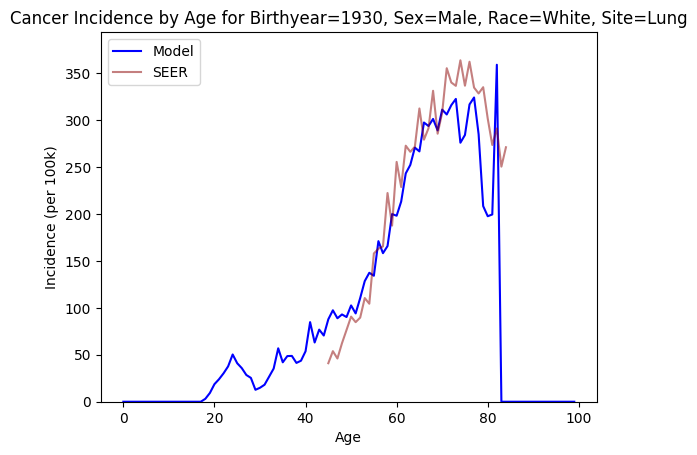 Cancer Incidence by Age for Birthyear=1930, Sex=Male, Race=White, Site=Lung
Model
SEER
350
300
250
200
150
100
50
0
Incidence (per 100k)
0 20 40 60 80 100
Age